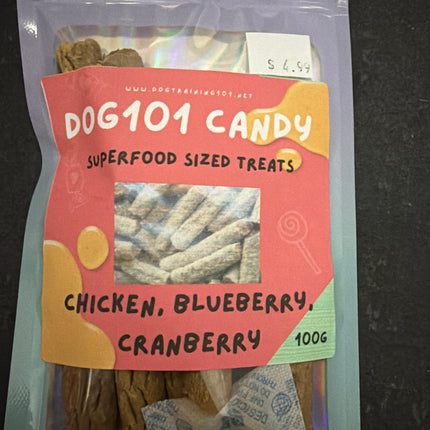 $ 4.99
WWW.DOGTRAINING101.NET
DOG101 CANDY
SUPERFOOD SIZED TREATS
CHICKEN, BLUEBERRY,
CRANBERRY
100G